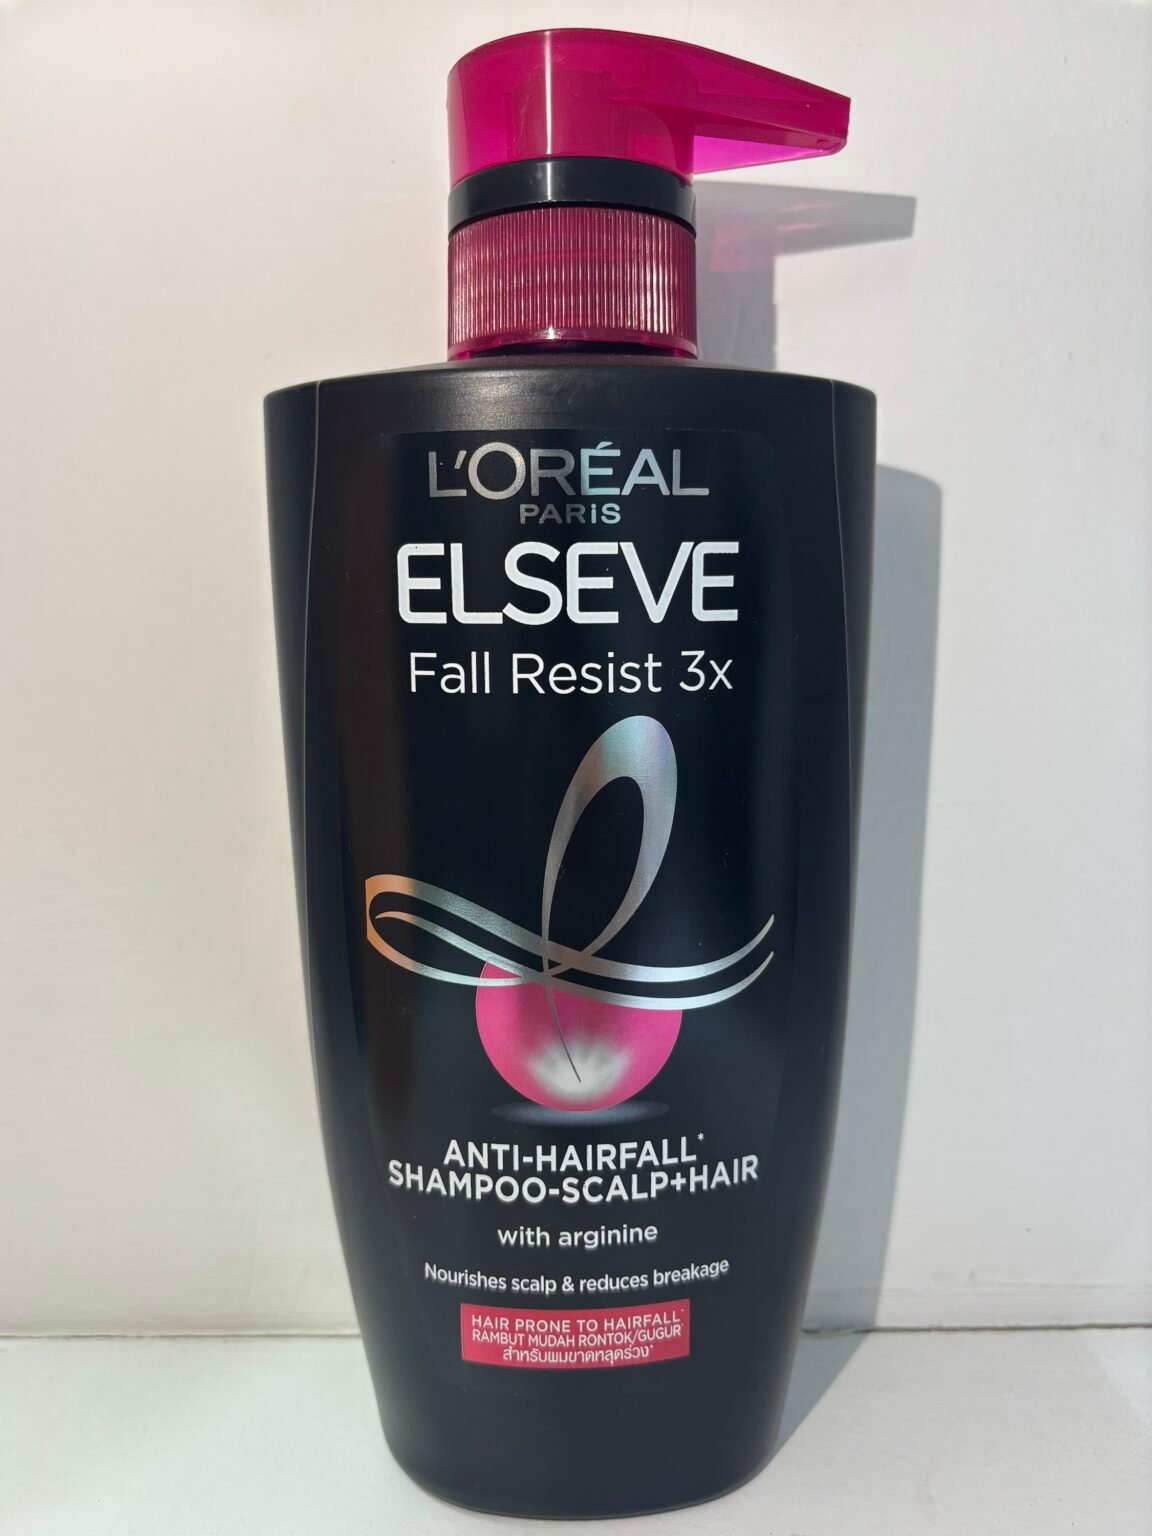 L'ORÉAL
PARiS
ELSEVE
Fall Resist 3x
ANTI-HAIRFALL*
SHAMPOO-SCALP+HAIR
with arginine
Nourishes scalp & reduces breakage
HAIR PRONE TO HAIRFALL*
RAMBUT MUDAH RONTOK/GUGUR*
สำหรับผมขาดหลุดร่วง*